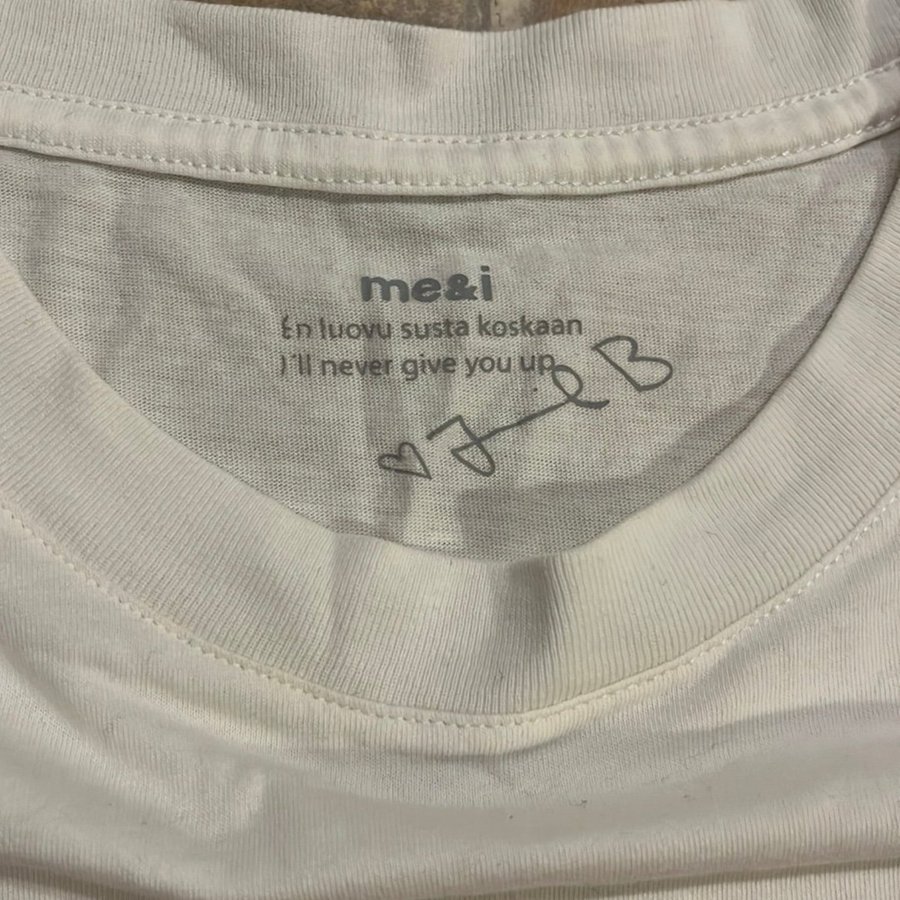 me&i
En luovu susta koskaan
I'll never give you up
B